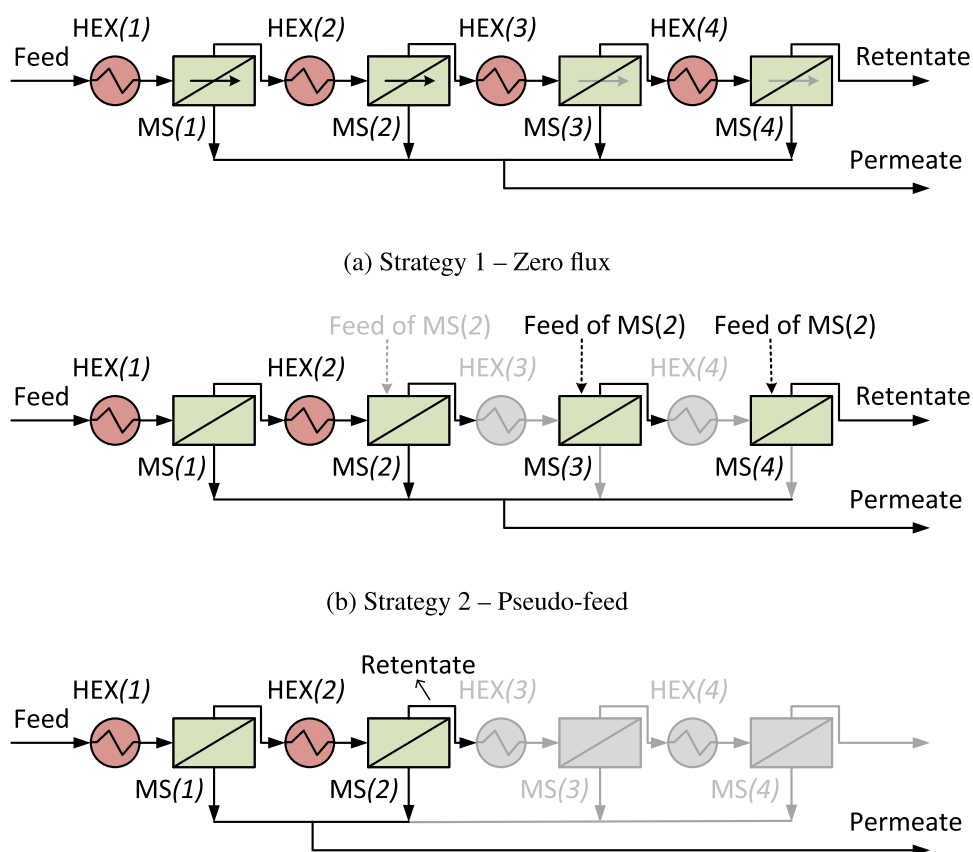 HEX(1) HEX(2) HEX(3) HEX(4)
Feed Retentate
MS(1) MS(2) MS(3) MS(4)
Permeate
(a) Strategy 1 – Zero flux
Feed of MS(2) Feed of MS(2) Feed of MS(2)
HEX(1) HEX(2) HEX(3) HEX(4)
Feed Retentate
MS(1) MS(2) MS(3) MS(4)
Permeate
(b) Strategy 2 – Pseudo-feed
Retentate
HEX(1) HEX(2) HEX(3) HEX(4)
Feed
MS(1) MS(2) MS(3) MS(4)
Permeate